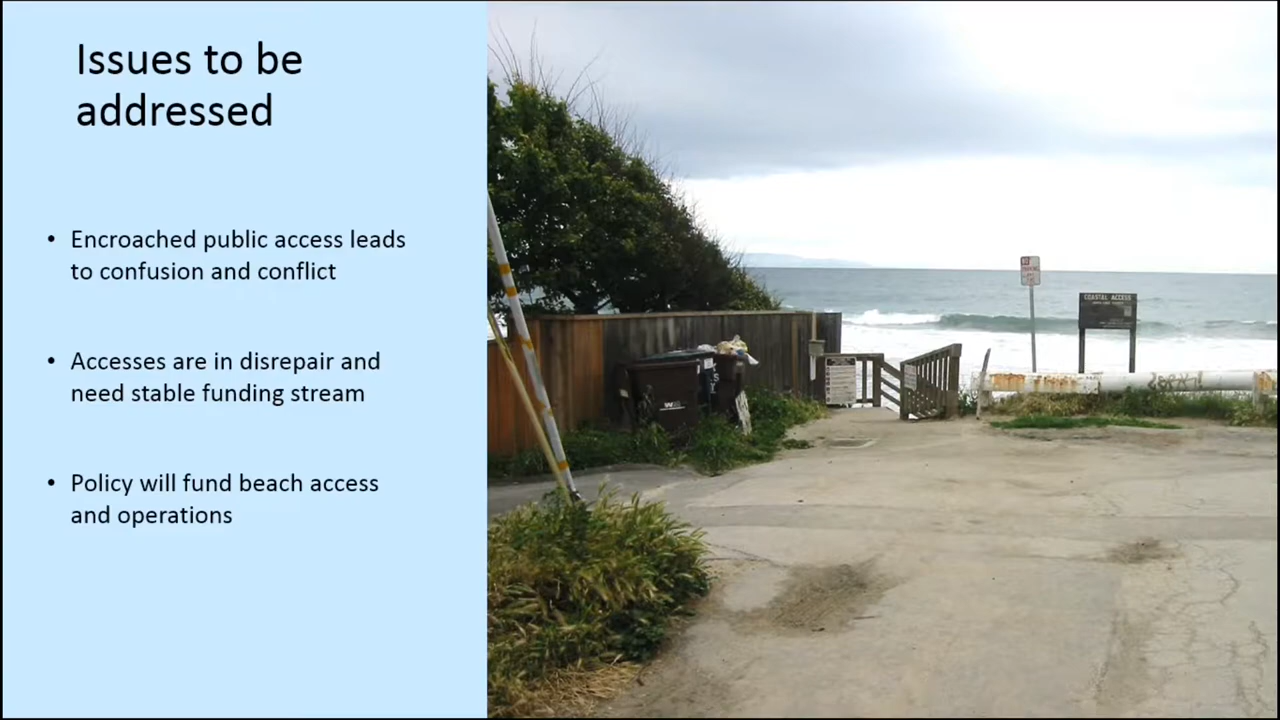 Issues to be
addressed
• Encroached public access leads
to confusion and conflict
• Accesses are in disrepair and
need stable funding stream
• Policy will fund beach access
and operations
COASTAL ACCESS